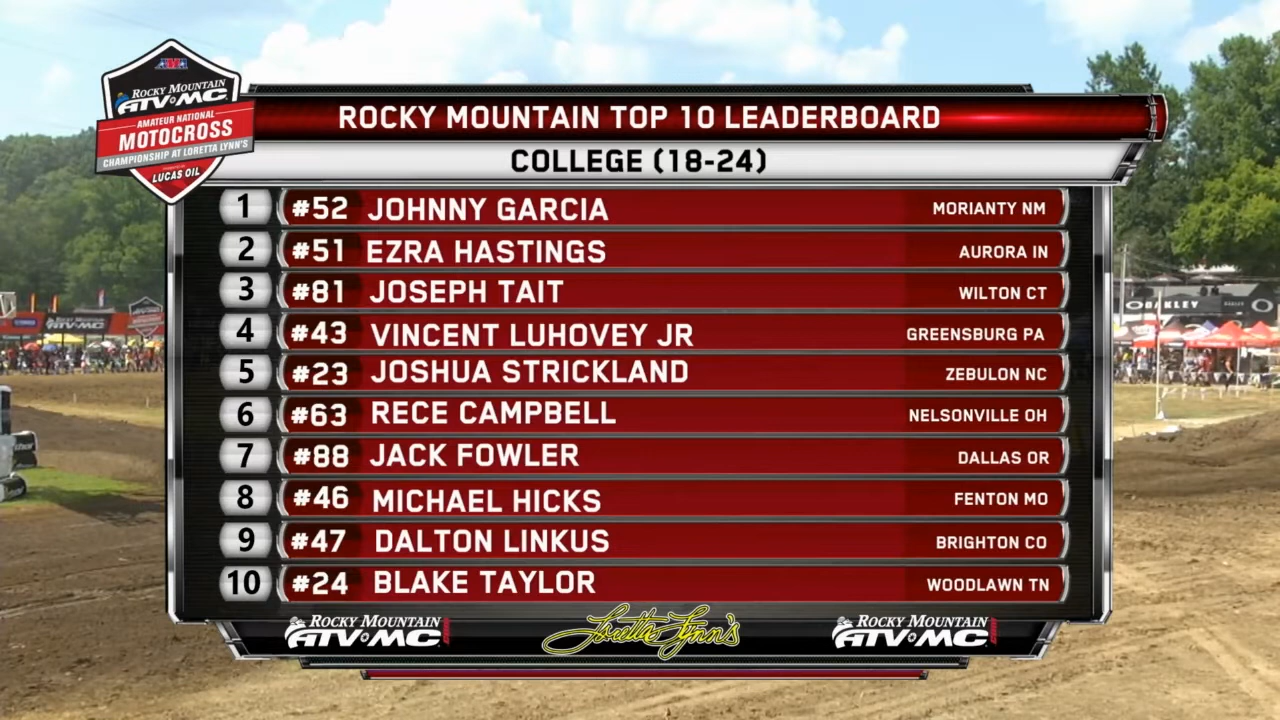 AMA
ROCKY MOUNTAIN
ATV MC
AMATEUR NATIONAL
MOTOCROSS
CHAMPIONSHIP AT LORETTA LYNN'S
LUCAS OIL
ROCKY MOUNTAIN TOP 10 LEADERBOARD
COLLEGE (18-24)
1 #52 JOHNNY GARCIA MORIANTY NM
2 #51 EZRA HASTINGS AURORA IN
3 #81 JOSEPH TAIT WILTON CT
4 #43 VINCENT LUHOVEY JR GREENSBURG PA
5 #23 JOSHUA STRICKLAND ZEBULON NC
6 #63 RECE CAMPBELL NELSONVILLE OH
7 #88 JACK FOWLER DALLAS OR
8 #46 MICHAEL HICKS FENTON MO
9 #47 DALTON LINKUS BRIGHTON CO
10 #24 BLAKE TAYLOR WOODLAWN TN
ROCKY MOUNTAIN
ATV MC
Loretta Lynn's
ROCKY MOUNTAIN
ATV MC
OAKLEY